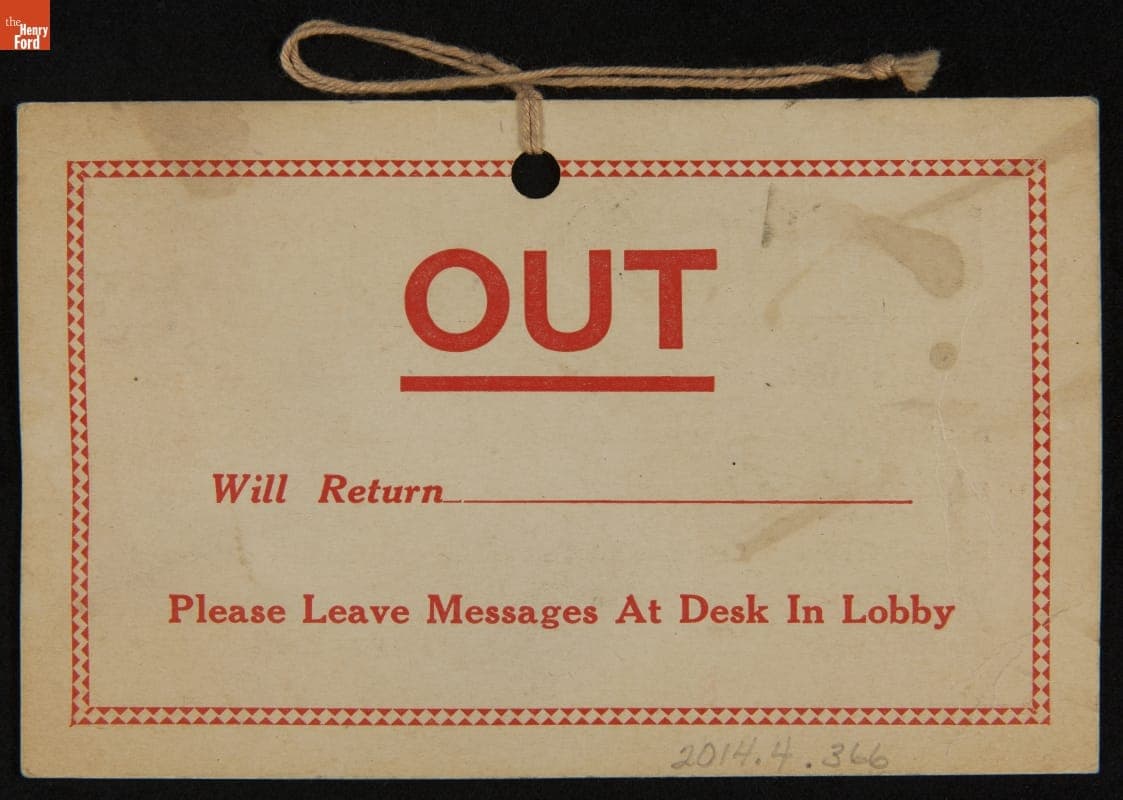 the
Henry
Ford
OUT
Will Return
Please Leave Messages At Desk In Lobby
2014.4.366